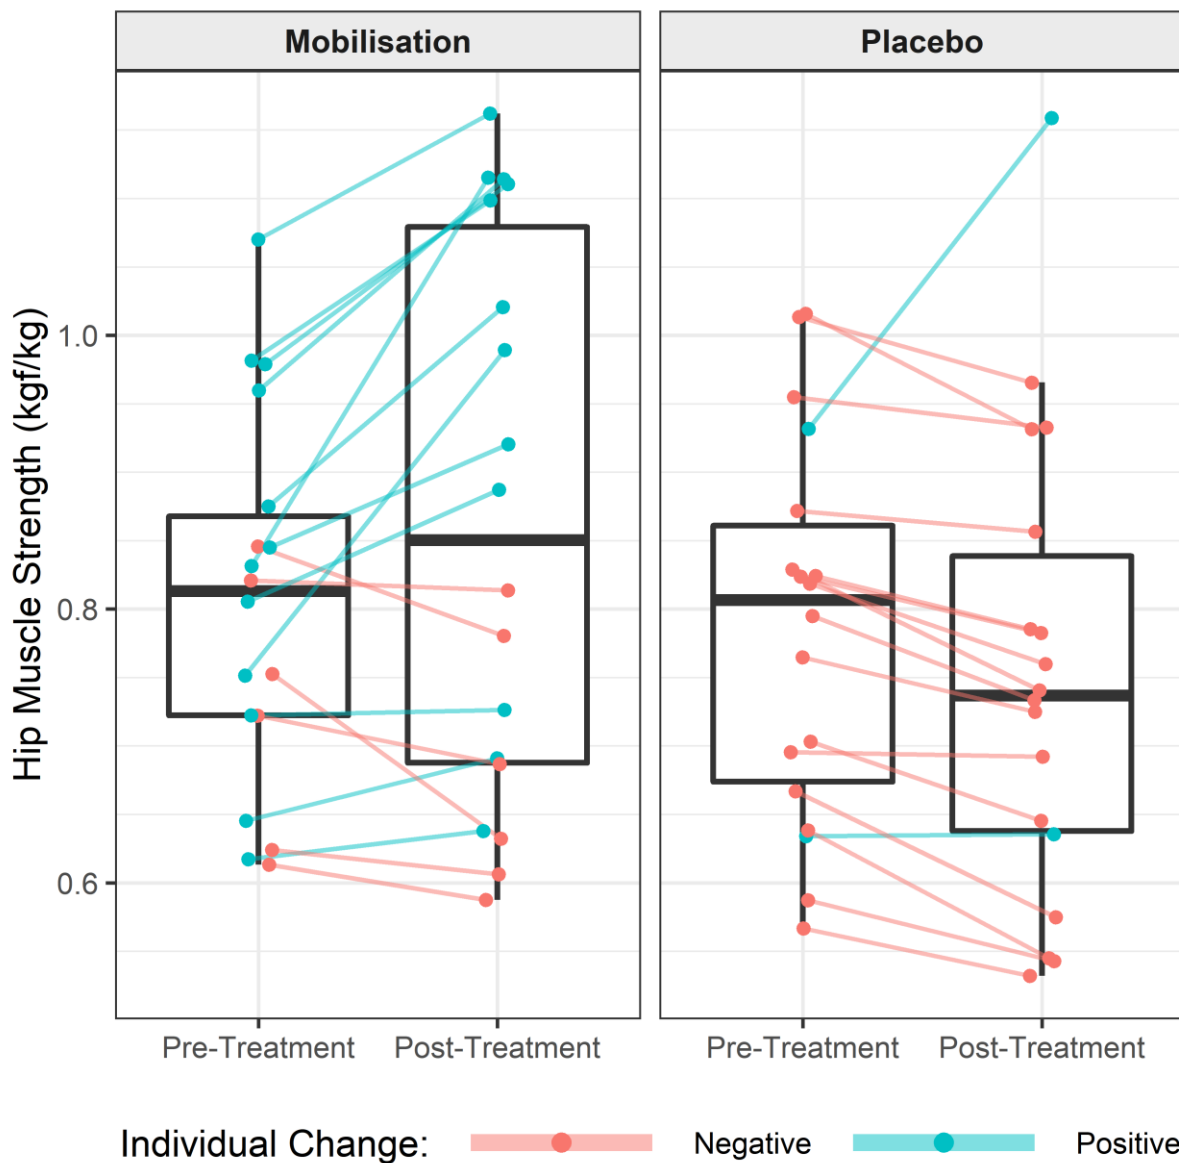 Mobilisation
Placebo
Hip Muscle Strength (kgf/kg)
1.0
0.8
0.6
Pre-Treatment
Post-Treatment
Pre-Treatment
Post-Treatment
Individual Change:
Negative
Positive